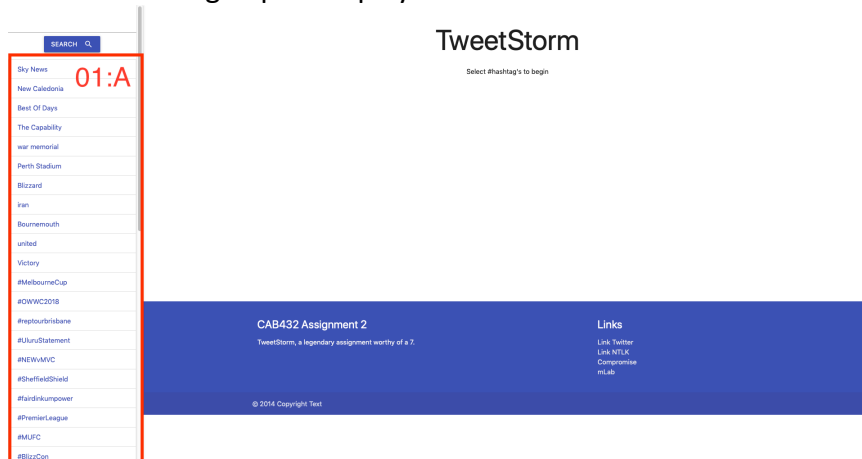 SEARCH
01:A
Sky News
New Caledonia
Best Of Days
The Capability
war memorial
Perth Stadium
Blizzard
iran
Bournemouth
united
Victory
#MelbourneCup
#OWWC2018
#reptourbrisbane
#UluruStatement
#NEWvMVC
#SheffieldShield
#fairdinkumpower
#PremierLeague
#MUFC
#BlizzCon
TweetStorm
Select #hashtag's to begin
CAB432 Assignment 2
TweetStorm, a legendary assignment worthy of a 7.
Links
Link Twitter
Link NTLK
Compromise
mLab
© 2014 Copyright Text